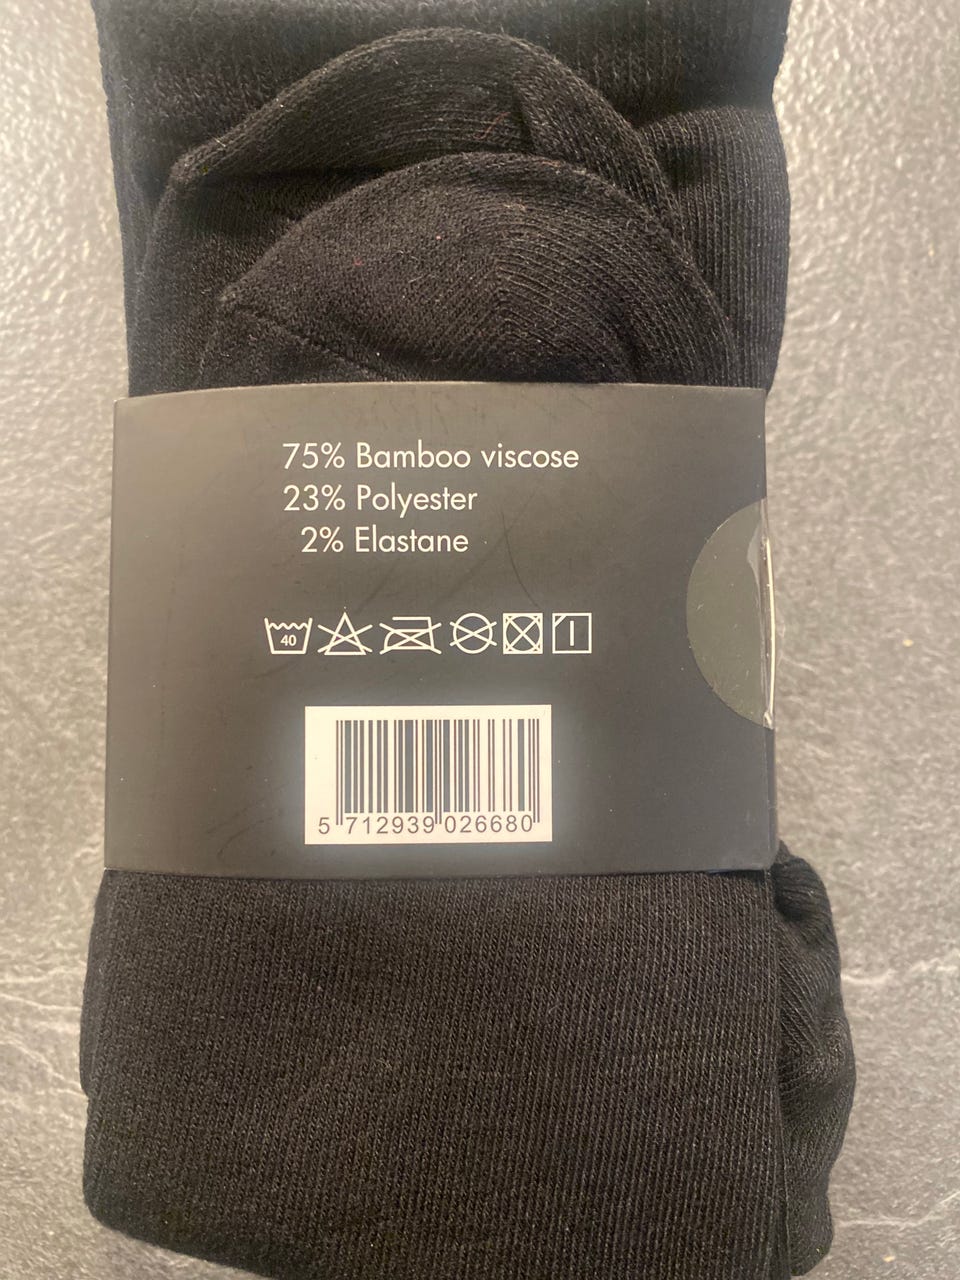 75% Bamboo viscose
23% Polyester
2% Elastane
40
5 712939 026680